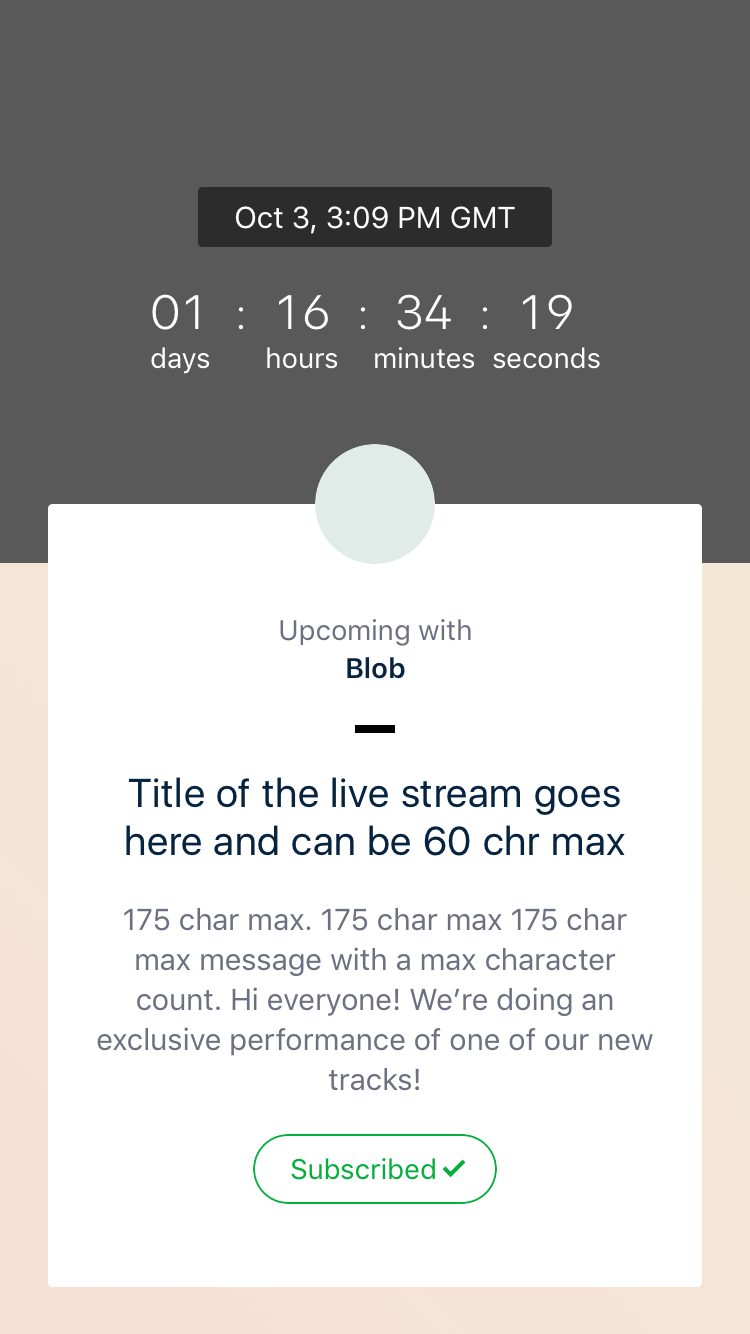 Oct 3, 3:09 PM GMT
01 : 16 : 34 : 19
days hours minutes seconds
Upcoming with
Blob
Title of the live stream goes
here and can be 60 chr max
175 char max. 175 char max 175 char
max message with a max character
count. Hi everyone! We’re doing an
exclusive performance of one of our new
tracks!
Subscribed